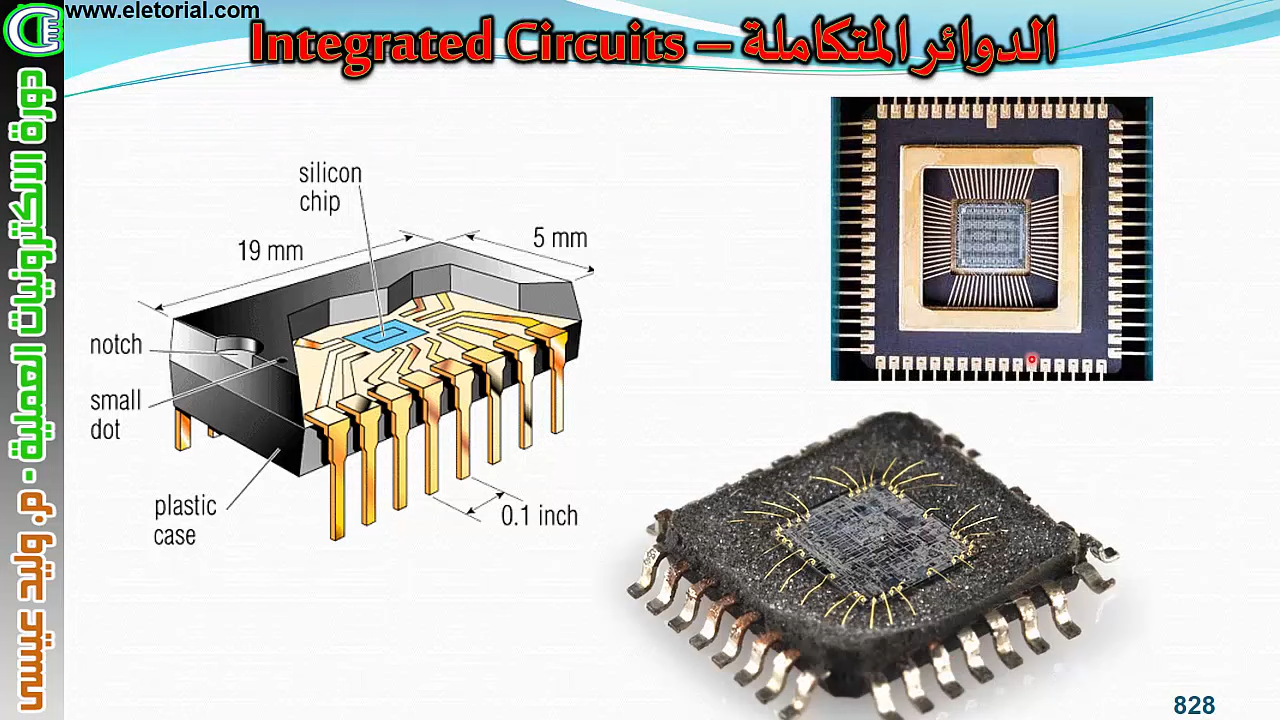 www.eletorial.com
Integrated Circuits – الدوائر المتكاملة
دورة الالكترونيات العملية - م. وليد عيسى
silicon
chip
19 mm
5 mm
notch
small
dot
plastic
case
0.1 inch
828